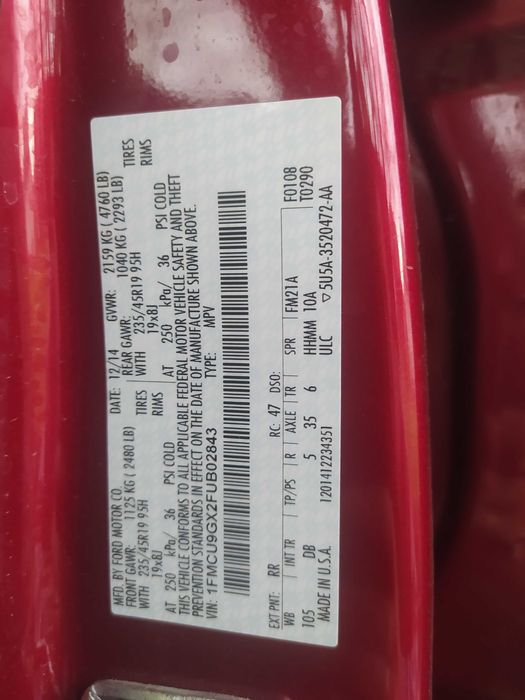 MFD. BY FORD MOTOR CO.
DATE: 12/14 GVWR: 2159 KG ( 4760 LB)
FRONT GAWR: 1125 KG ( 2480 LB) REAR GAWR: 1040 KG ( 2293 LB)
WITH 235/45R19 95H TIRES WITH 235/45R19 95H TIRES
19x8J RIMS 19x8J RIMS
AT 250 kPa/ 36 PSI COLD AT 250 kPa/ 36 PSI COLD
THIS VEHICLE CONFORMS TO ALL APPLICABLE FEDERAL MOTOR VEHICLE SAFETY AND THEFT
PREVENTION STANDARDS IN EFFECT ON THE DATE OF MANUFACTURE SHOWN ABOVE.
VIN: 1FMCU9GX2FUB02843 TYPE: MPV
EXT PNT: RR RC: 47 DSO: F0108
WB INT TR TP/PS R AXLE TR SPR FM21A T0290
105 DB 5 35 6 HHMM 10A
MADE IN U.S.A. 1201412234351 ULC ▽5U5A-3520472-AA